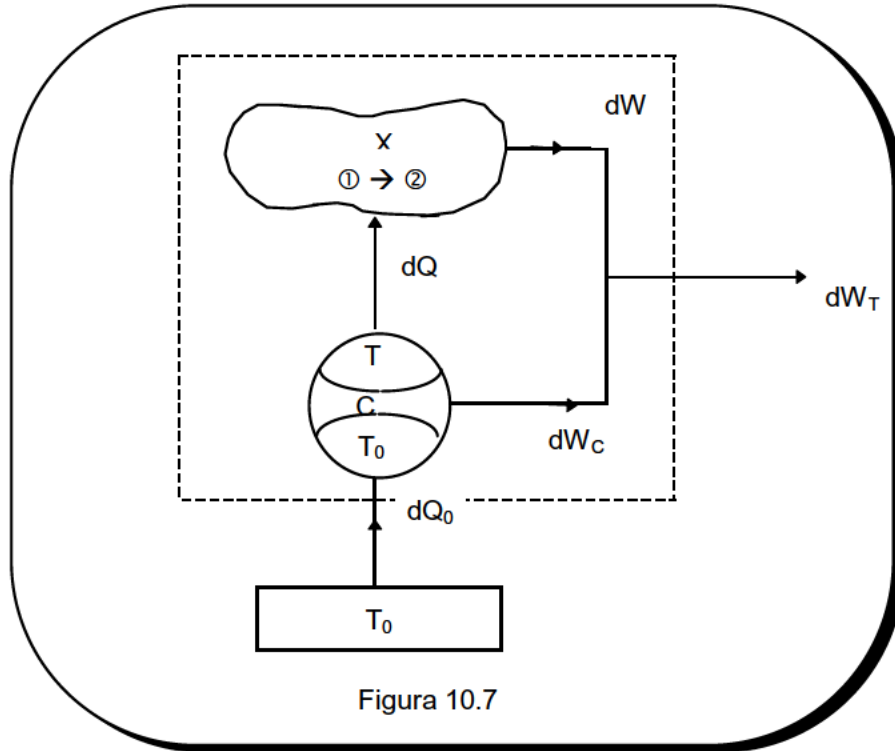 dW
x
① → ②
dQ
dW_T
T
C
T₀
dW_C
dQ₀
T₀
Figura 10.7